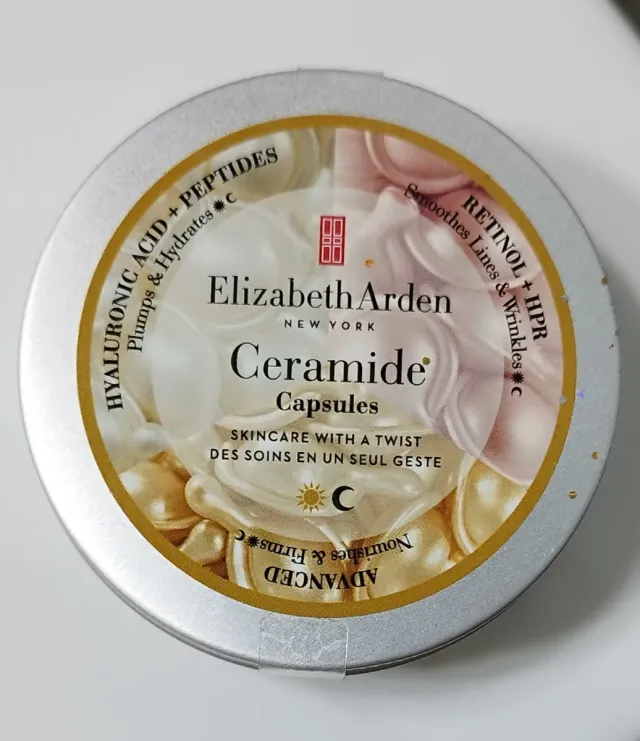 HYALURONIC ACID + PEPTIDES
Plumps & Hydrates
RETINOL + HPR
Smoothes Lines & Wrinkles
Elizabeth Arden
NEW YORK
Ceramide
Capsules
SKINCARE WITH A TWIST
DES SOINS EN UN SEUL GESTE
ADVANCED
Nourishes & Firms